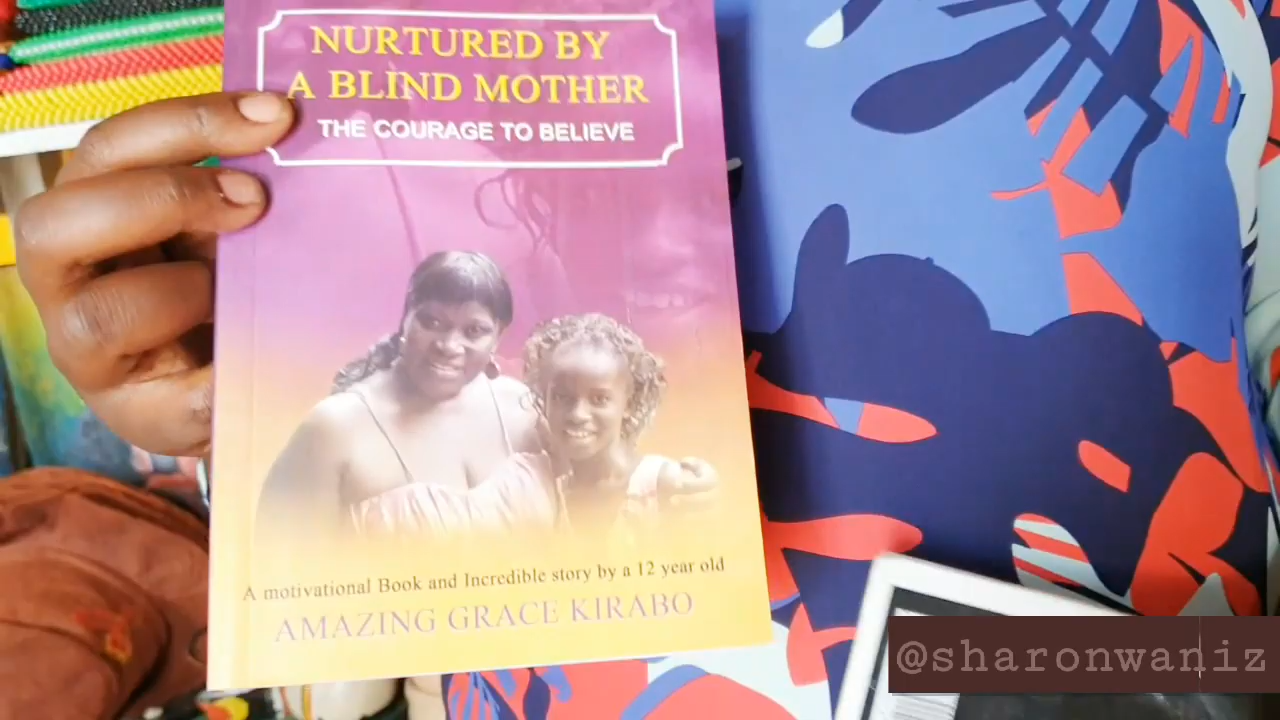 NURTURED BY
A BLIND MOTHER
THE COURAGE TO BELIEVE
A motivational Book and Incredible story by a 12 year old
AMAZING GRACE KIRABO
@sharonwaniz